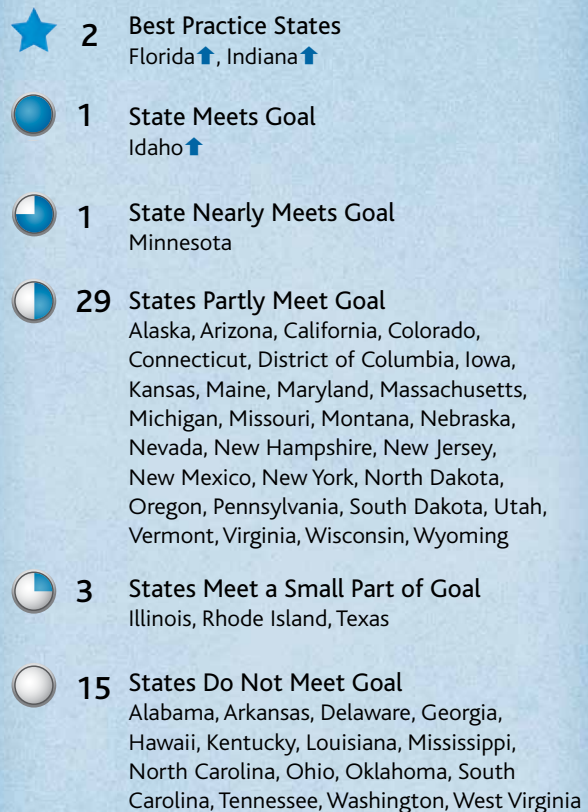 2 Best Practice States
Florida⬆, Indiana⬆
1 State Meets Goal
Idaho⬆
1 State Nearly Meets Goal
Minnesota
29 States Partly Meet Goal
Alaska, Arizona, California, Colorado,
Connecticut, District of Columbia, Iowa,
Kansas, Maine, Maryland, Massachusetts,
Michigan, Missouri, Montana, Nebraska,
Nevada, New Hampshire, New Jersey,
New Mexico, New York, North Dakota,
Oregon, Pennsylvania, South Dakota, Utah,
Vermont, Virginia, Wisconsin, Wyoming
3 States Meet a Small Part of Goal
Illinois, Rhode Island, Texas
15 States Do Not Meet Goal
Alabama, Arkansas, Delaware, Georgia,
Hawaii, Kentucky, Louisiana, Mississippi,
North Carolina, Ohio, Oklahoma, South
Carolina, Tennessee, Washington, West Virginia